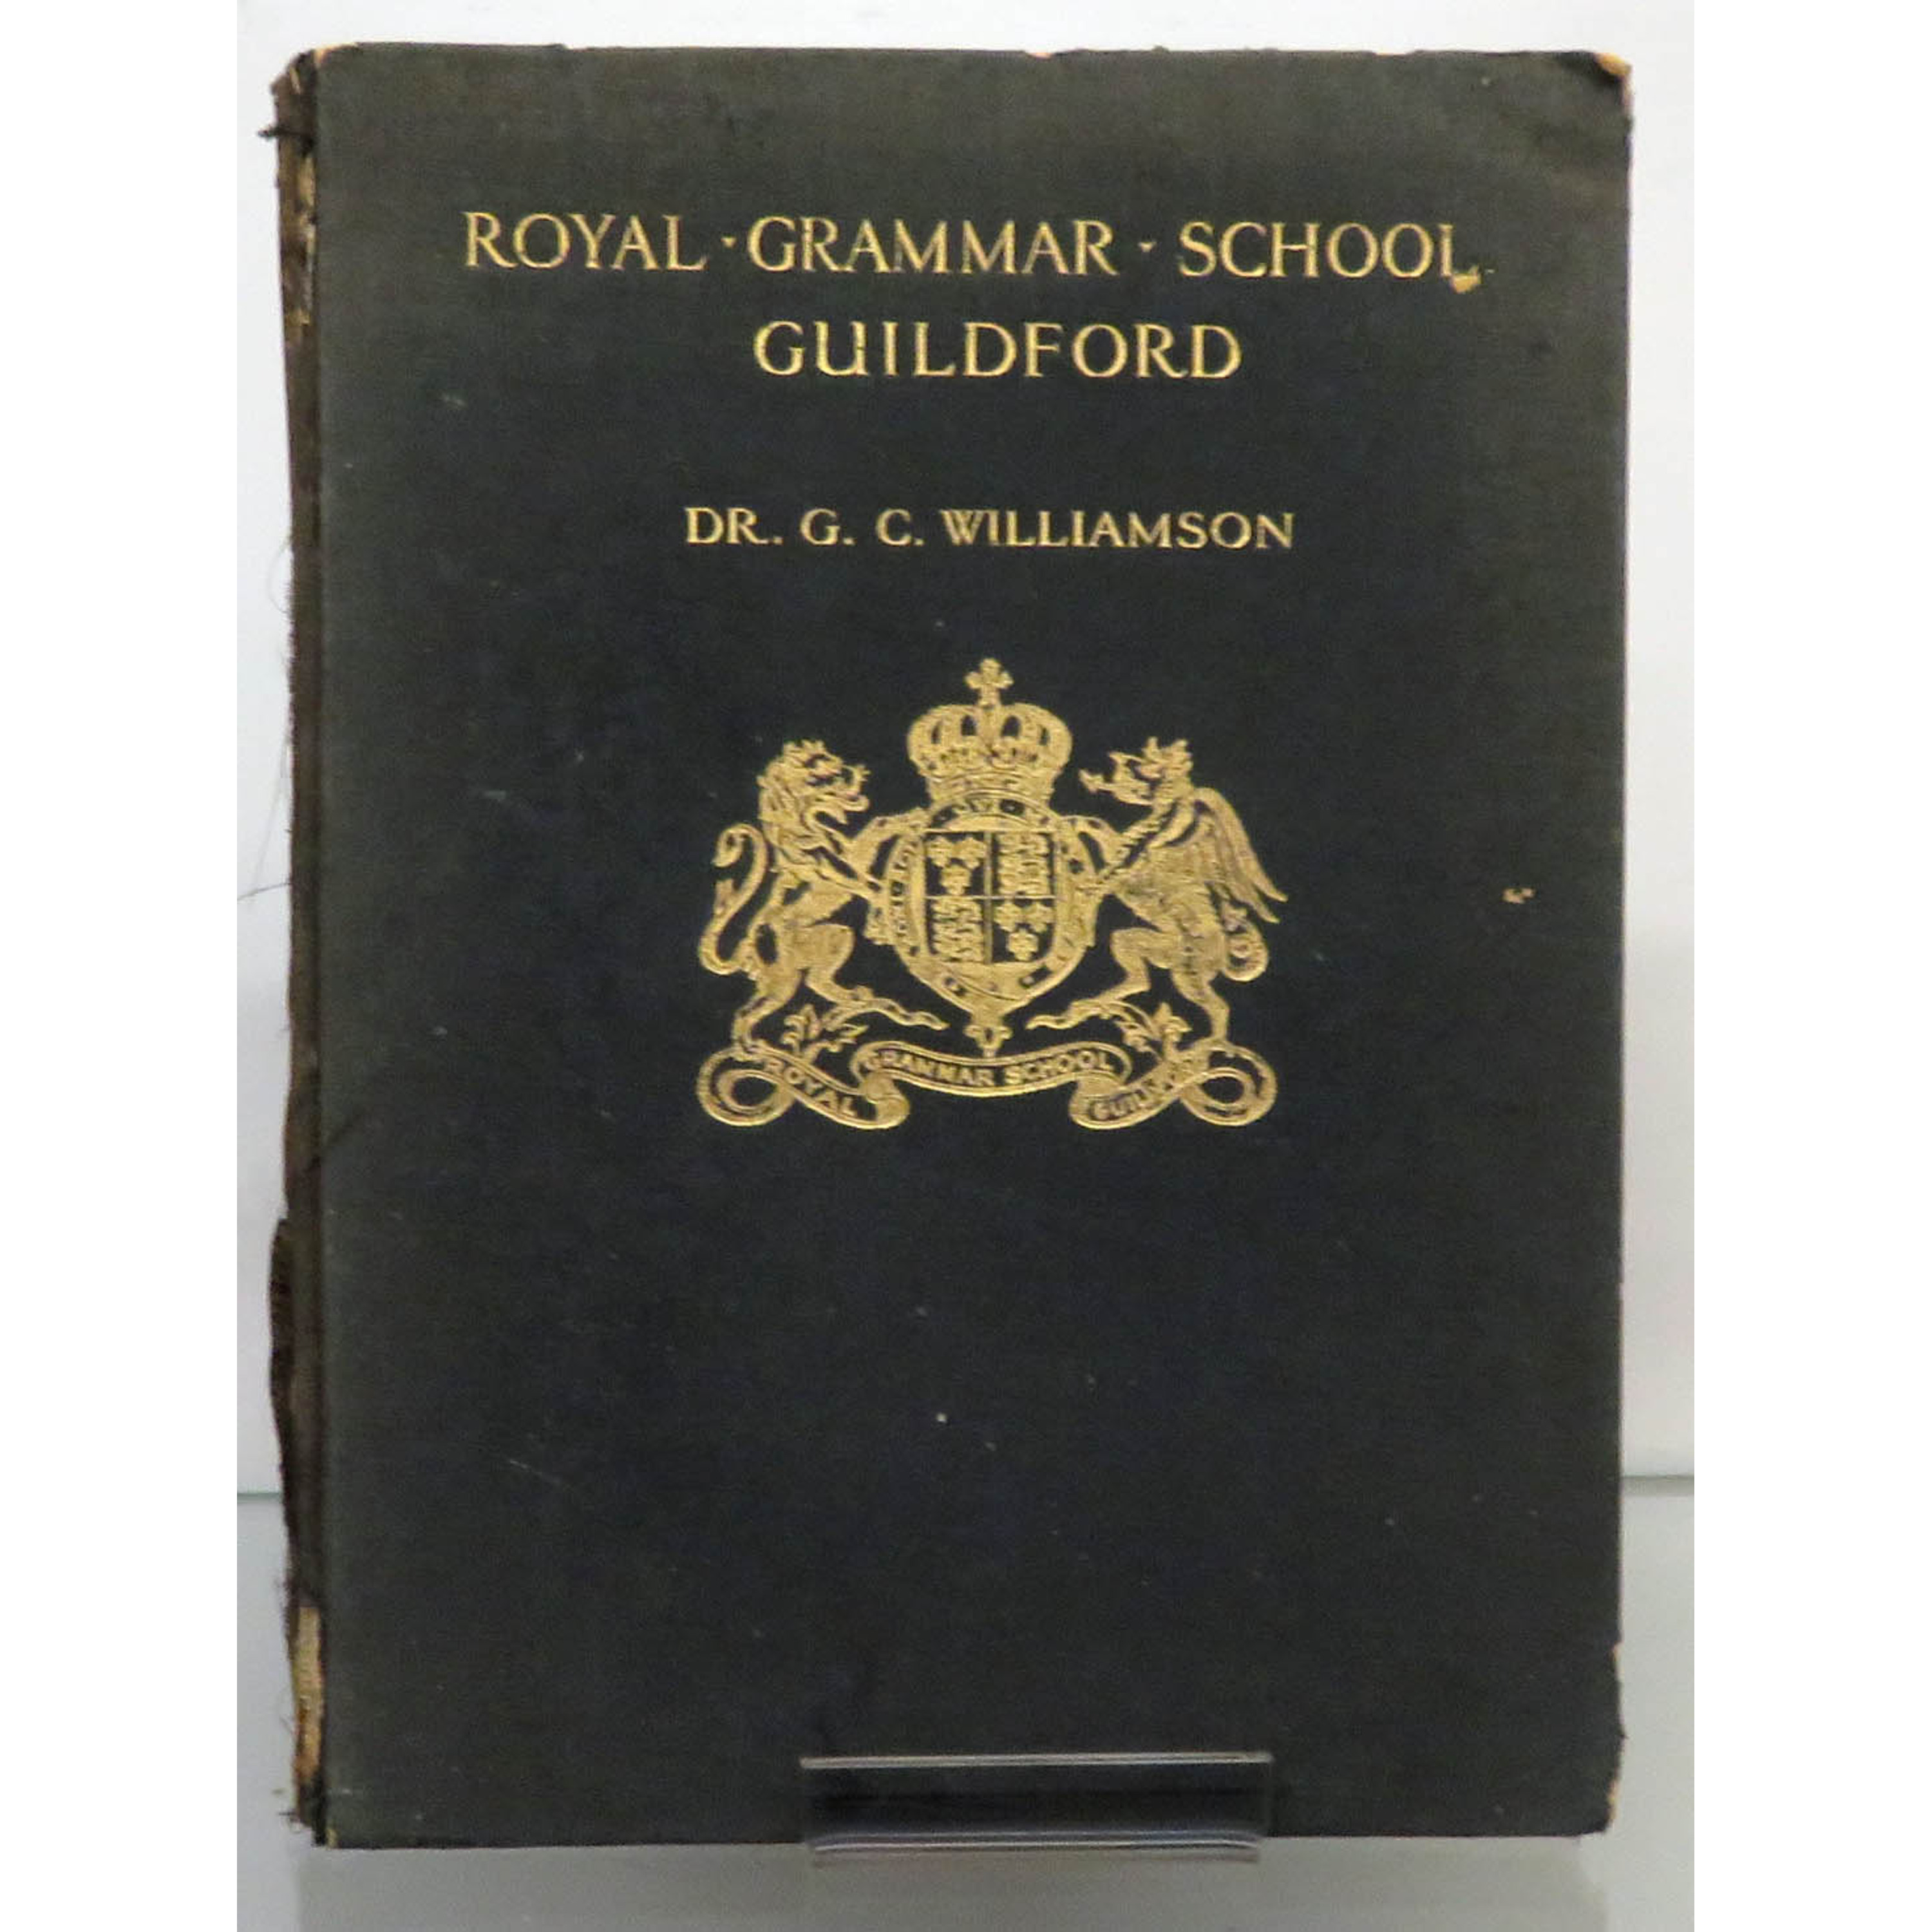 ROYAL · GRAMMAR · SCHOOL
GUILDFORD
DR. G. C. WILLIAMSON
ROYAL GRAMMAR SCHOOL